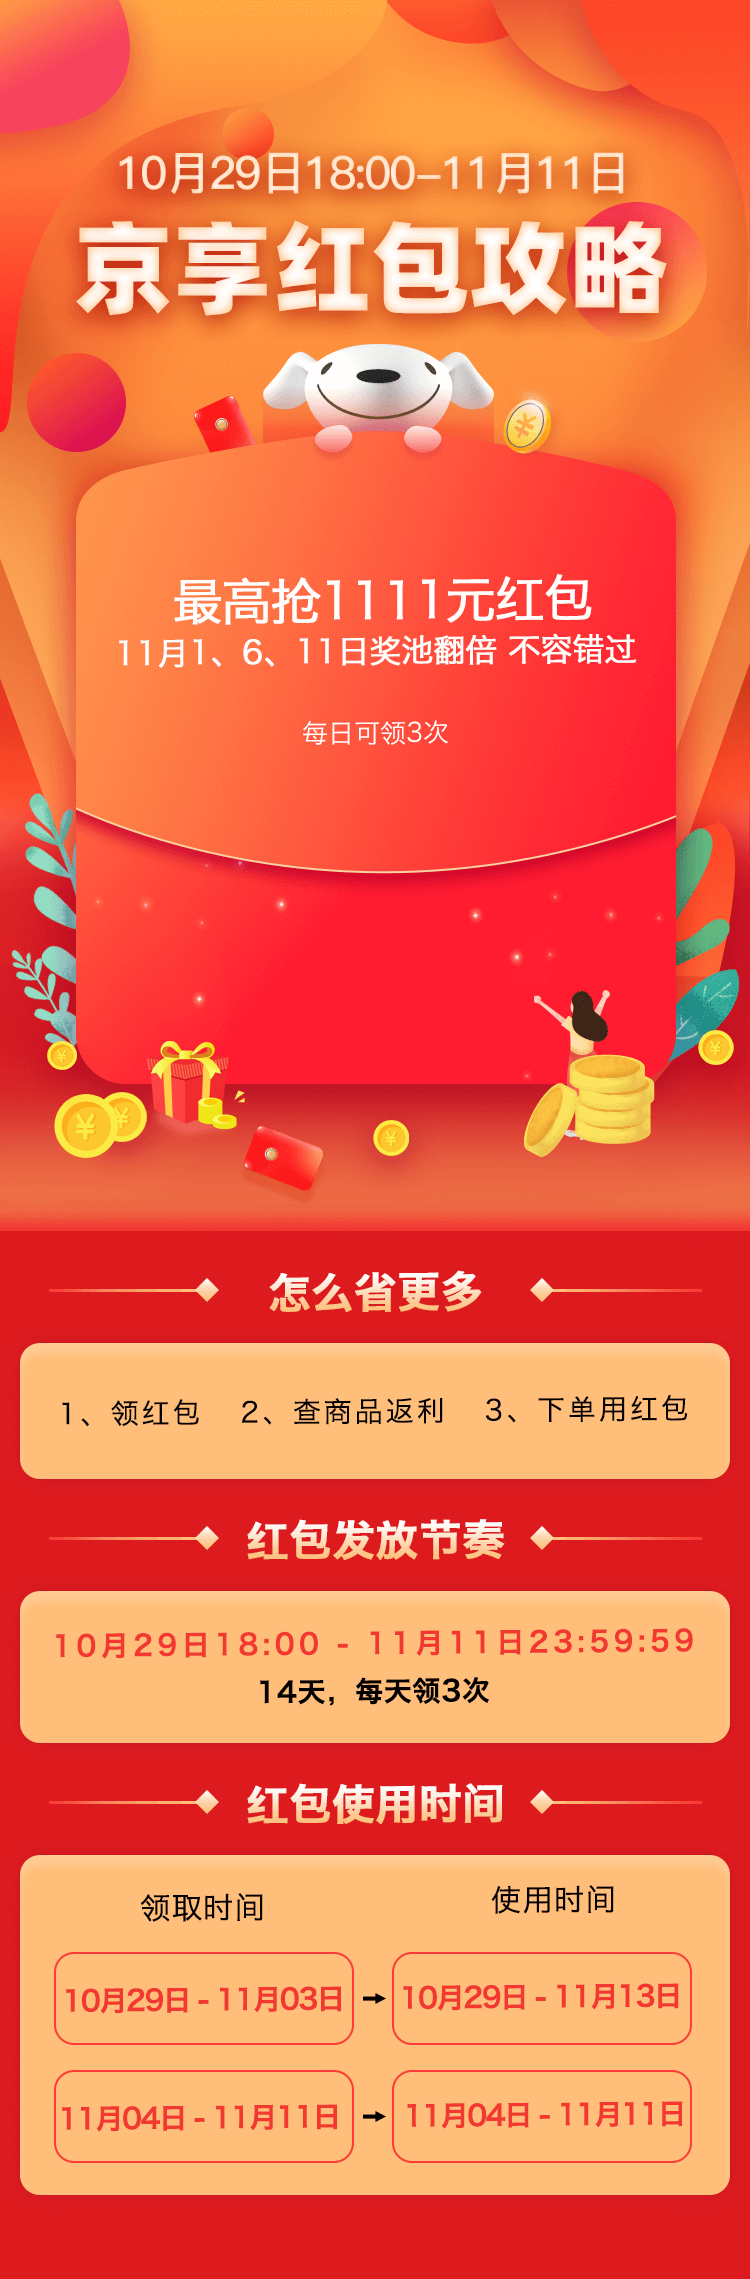 10月29日18:00-11月11日
京享红包攻略
最高抢1111元红包
11月1、6、11日奖池翻倍 不容错过
每日可领3次
怎么省更多
1、领红包 2、查商品返利 3、下单用红包
红包发放节奏
10月29日18:00 - 11月11日23:59:59
14天，每天领3次
红包使用时间
领取时间 使用时间
10月29日 - 11月03日 10月29日 - 11月13日
11月04日 - 11月11日 11月04日 - 11月11日